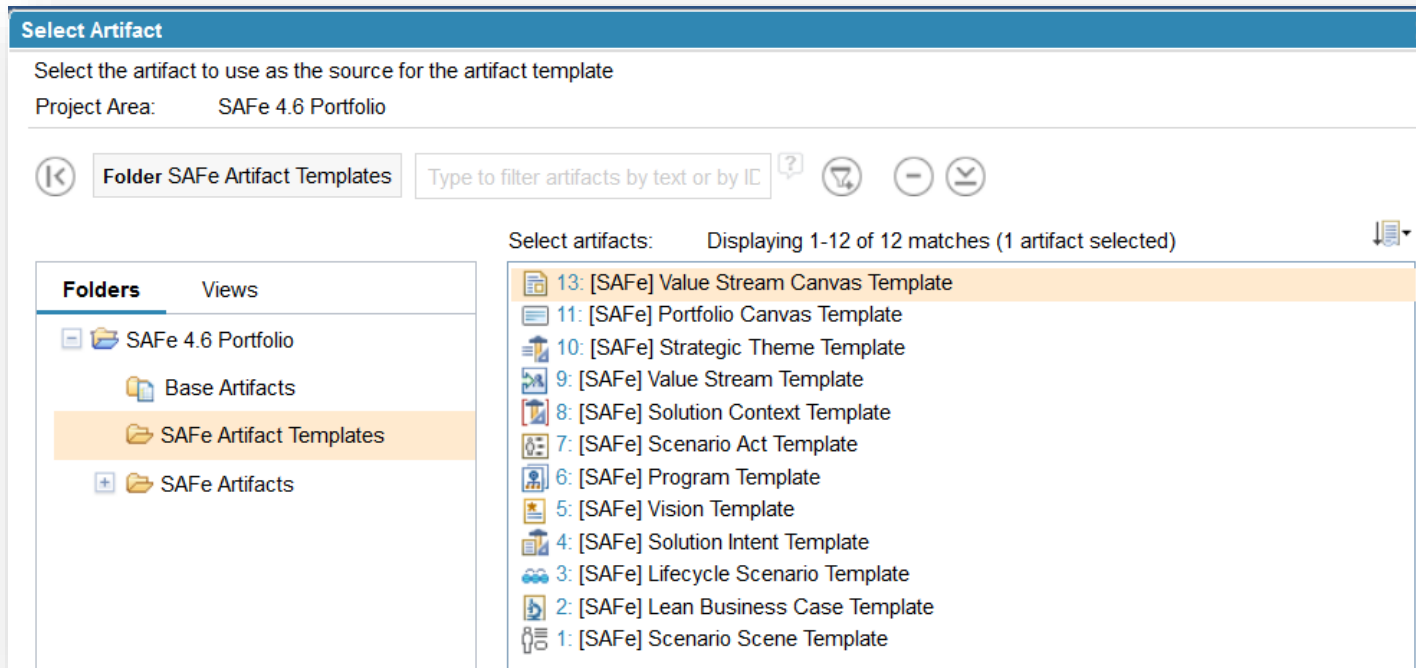 Select Artifact
Select the artifact to use as the source for the artifact template
Project Area: SAFe 4.6 Portfolio
Folder SAFe Artifact Templates Type to filter artifacts by text or by ID ?
Select artifacts: Displaying 1-12 of 12 matches (1 artifact selected)
Folders Views
SAFe 4.6 Portfolio
Base Artifacts
SAFe Artifact Templates
SAFe Artifacts
13: [SAFe] Value Stream Canvas Template
11: [SAFe] Portfolio Canvas Template
10: [SAFe] Strategic Theme Template
9: [SAFe] Value Stream Template
8: [SAFe] Solution Context Template
7: [SAFe] Scenario Act Template
6: [SAFe] Program Template
5: [SAFe] Vision Template
4: [SAFe] Solution Intent Template
3: [SAFe] Lifecycle Scenario Template
2: [SAFe] Lean Business Case Template
1: [SAFe] Scenario Scene Template